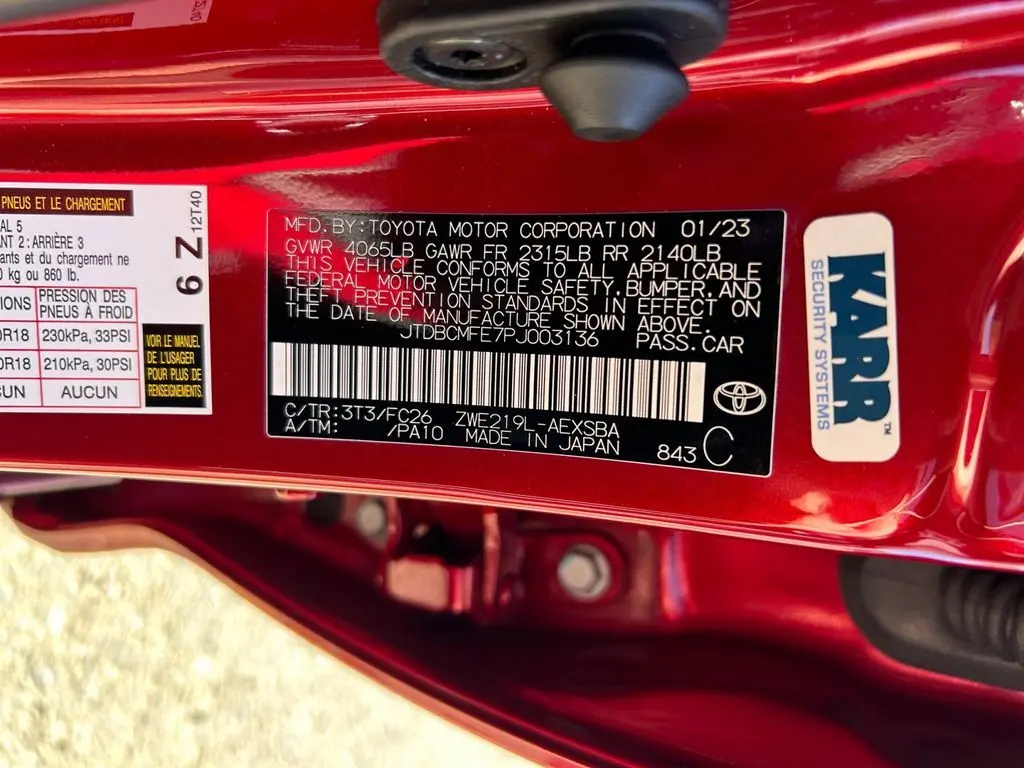 PNEUS ET LE CHARGEMENT
AL 5
ANT 2: ARRIÈRE 3
ants et du chargement ne
0 kg ou 860 lb.
IONS PRESSION DES
PNEUS À FROID
0R18 230kPa, 33PSI
0R18 210kPa, 30PSI
CUN AUCUN
VOIR LE MANUEL
DE L'USAGER
POUR PLUS DE
RENSEIGNEMENTS.
6 Z 12T40
MFD. BY: TOYOTA MOTOR CORPORATION 01/23
GVWR 4065LB GAWR FR 2315LB RR 2140LB
THIS VEHICLE CONFORMS TO ALL APPLICABLE
FEDERAL MOTOR VEHICLE SAFETY, BUMPER, AND
THEFT PREVENTION STANDARDS IN EFFECT ON
THE DATE OF MANUFACTURE SHOWN ABOVE.
JTDBCMFE7PJ003136 PASS. CAR
C/TR: 3T3/FC26 ZWE219L-AEXSBA
A/TM: /PA10 MADE IN JAPAN 843 C
KARR™
SECURITY SYSTEMS